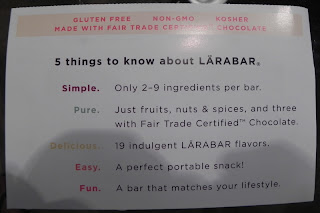 GLUTEN FREE NON-GMO KOSHER
MADE WITH FAIR TRADE CERTIFIED CHOCOLATE
5 things to know about LÄRABAR®
Simple. Only 2–9 ingredients per bar.
Pure. Just fruits, nuts & spices, and three
with Fair Trade Certified™ Chocolate.
Delicious. 19 indulgent LÄRABAR flavors.
Easy. A perfect portable snack!
Fun. A bar that matches your lifestyle.